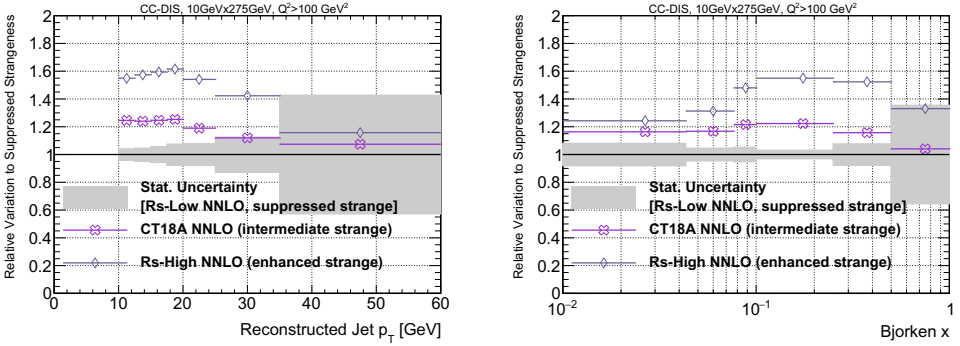 CC-DIS, 10GeVx275GeV, Q²>100 GeV²
Relative Variation to Suppressed Strangeness
2
1.8
1.6
1.4
1.2
1
0.8
0.6
0.4
0.2
0
Stat. Uncertainty
[Rs-Low NNLO, suppressed strange]
CT18A NNLO (intermediate strange)
Rs-High NNLO (enhanced strange)
0 10 20 30 40 50 60
Reconstructed Jet p_T [GeV]
CC-DIS, 10GeVx275GeV, Q²>100 GeV²
Relative Variation to Suppressed Strangeness
2
1.8
1.6
1.4
1.2
1
0.8
0.6
0.4
0.2
0
Stat. Uncertainty
[Rs-Low NNLO, suppressed strange]
CT18A NNLO (intermediate strange)
Rs-High NNLO (enhanced strange)
10⁻² 10⁻¹ 1
Bjorken x